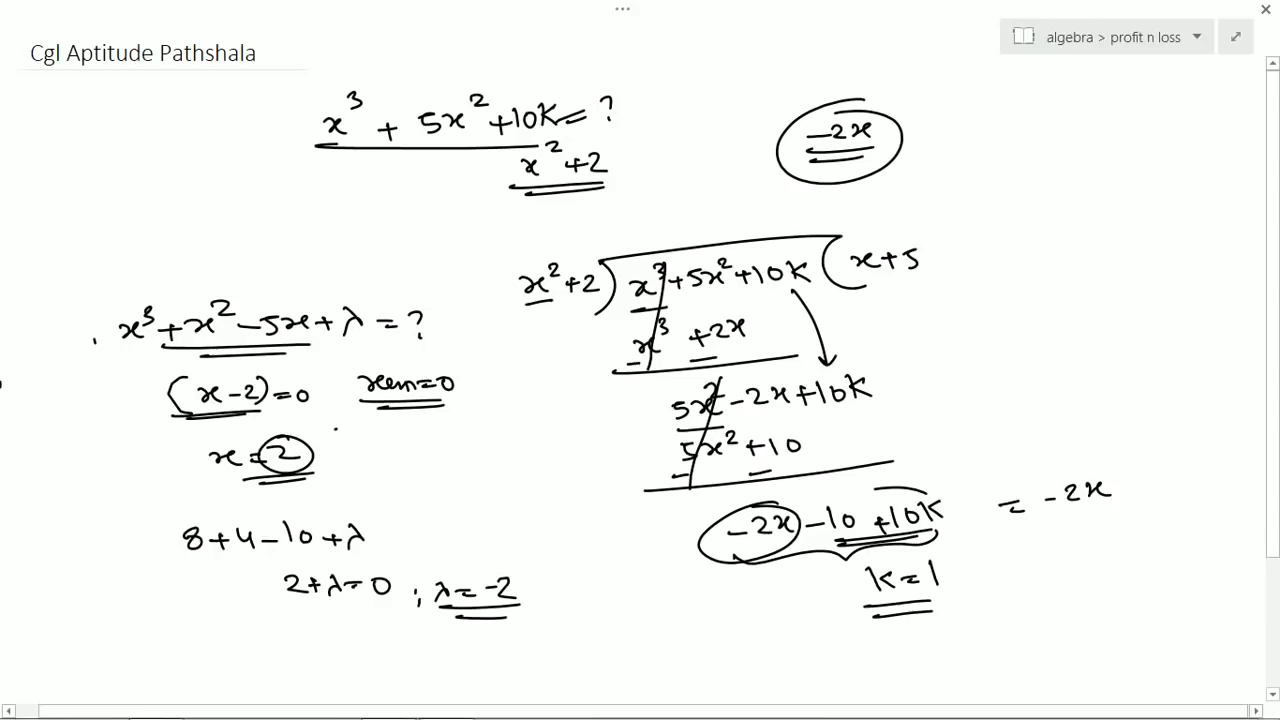 algebra > profit n loss
Cgl Aptitude Pathshala
x³ + 5x² +10K = ?
x² +2
-2x
x² +2 ) x³ +5x² +10k ( x+5
x³ +2x
5x² -2x +10K
5x² +10
-2x -10 +10K = -2x
k = 1
x³ +x² -5x + λ = ?
(x -2) = 0 xem=0
x = 2
8 + 4 -10 + λ
2+ λ= 0 ; λ = -2